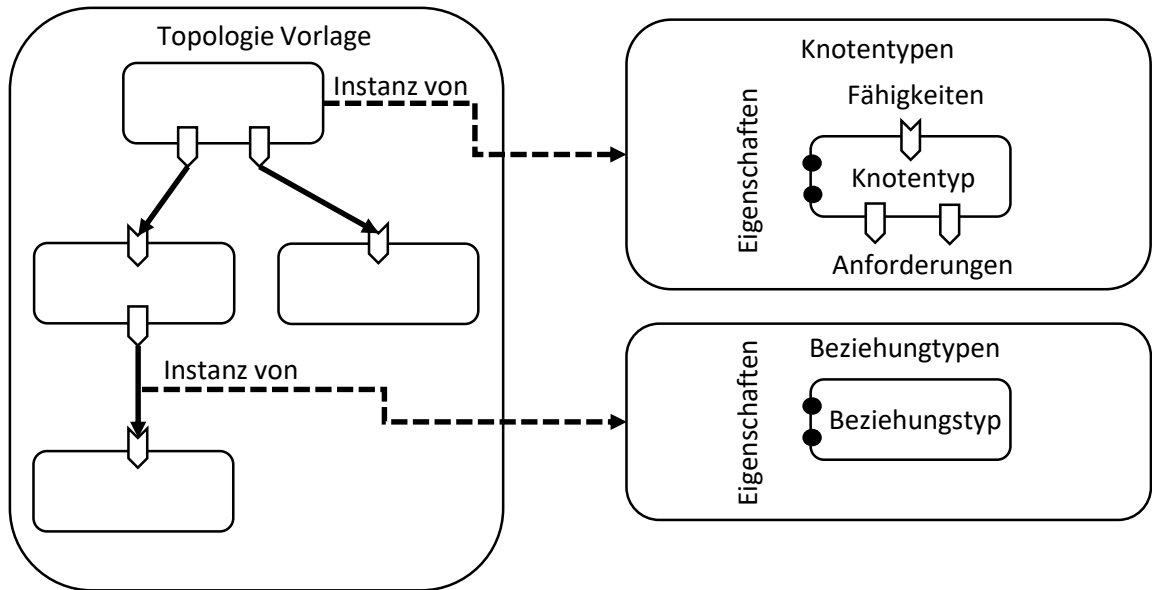 Topologie Vorlage
Instanz von
Instanz von
Knotentypen
Fähigkeiten
Eigenschaften
Knotentyp
Anforderungen
Beziehungtypen
Eigenschaften
Beziehungstyp